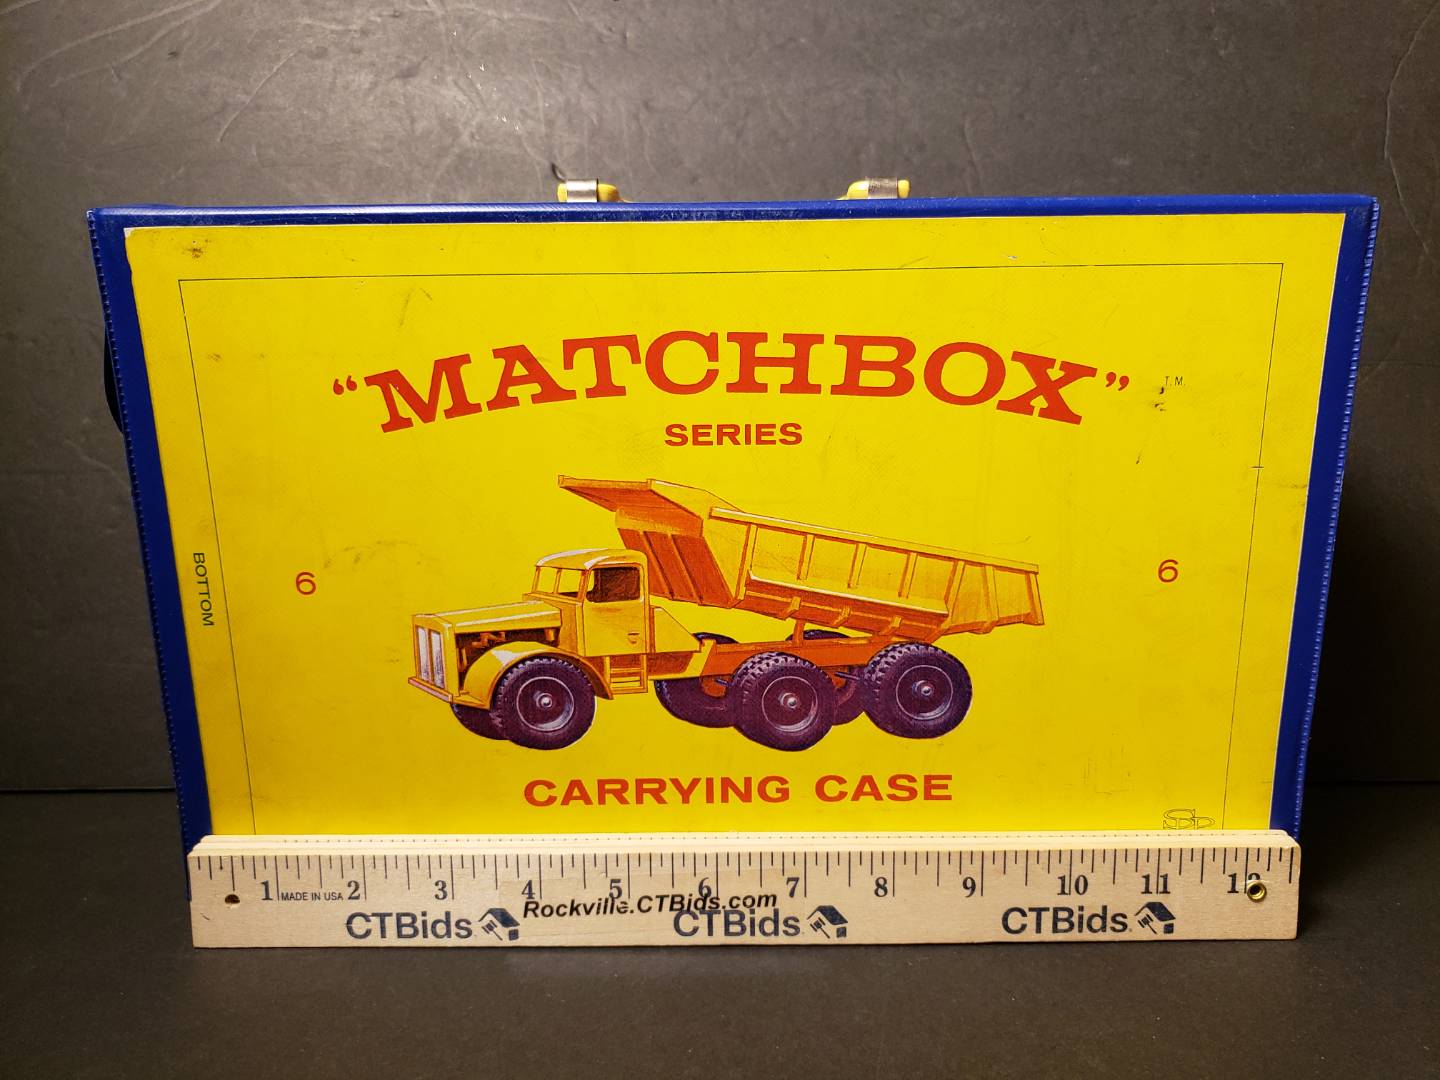 “MATCHBOX” T.M.
SERIES
6 6
BOTTOM
CARRYING CASE
1 MADE IN USA 2 3 4 5 6 7 8 9 10 11 12
Rockville.CTBids.com
CTBids CTBids CTBids